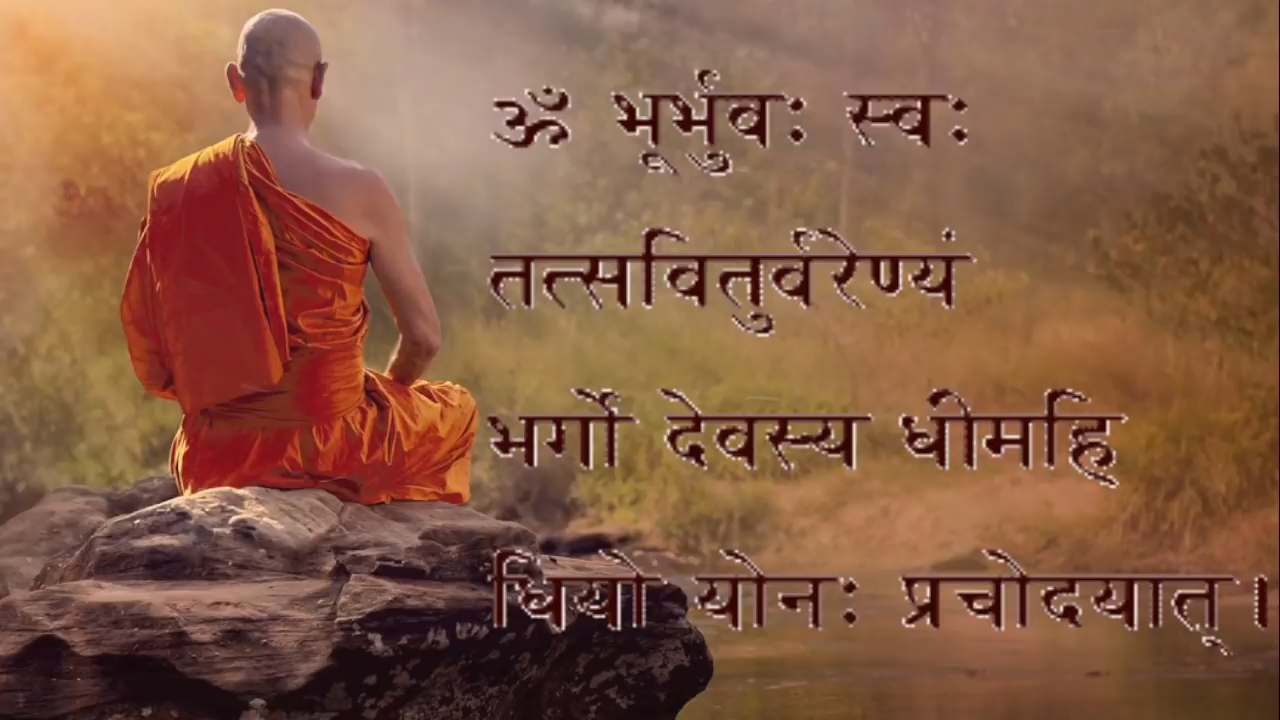 ॐ भूर्भुवः स्वः
तत्सवितुर्वरेण्यं
भर्गो देवस्य धीमहि
धियो योनः प्रचोदयात् ।